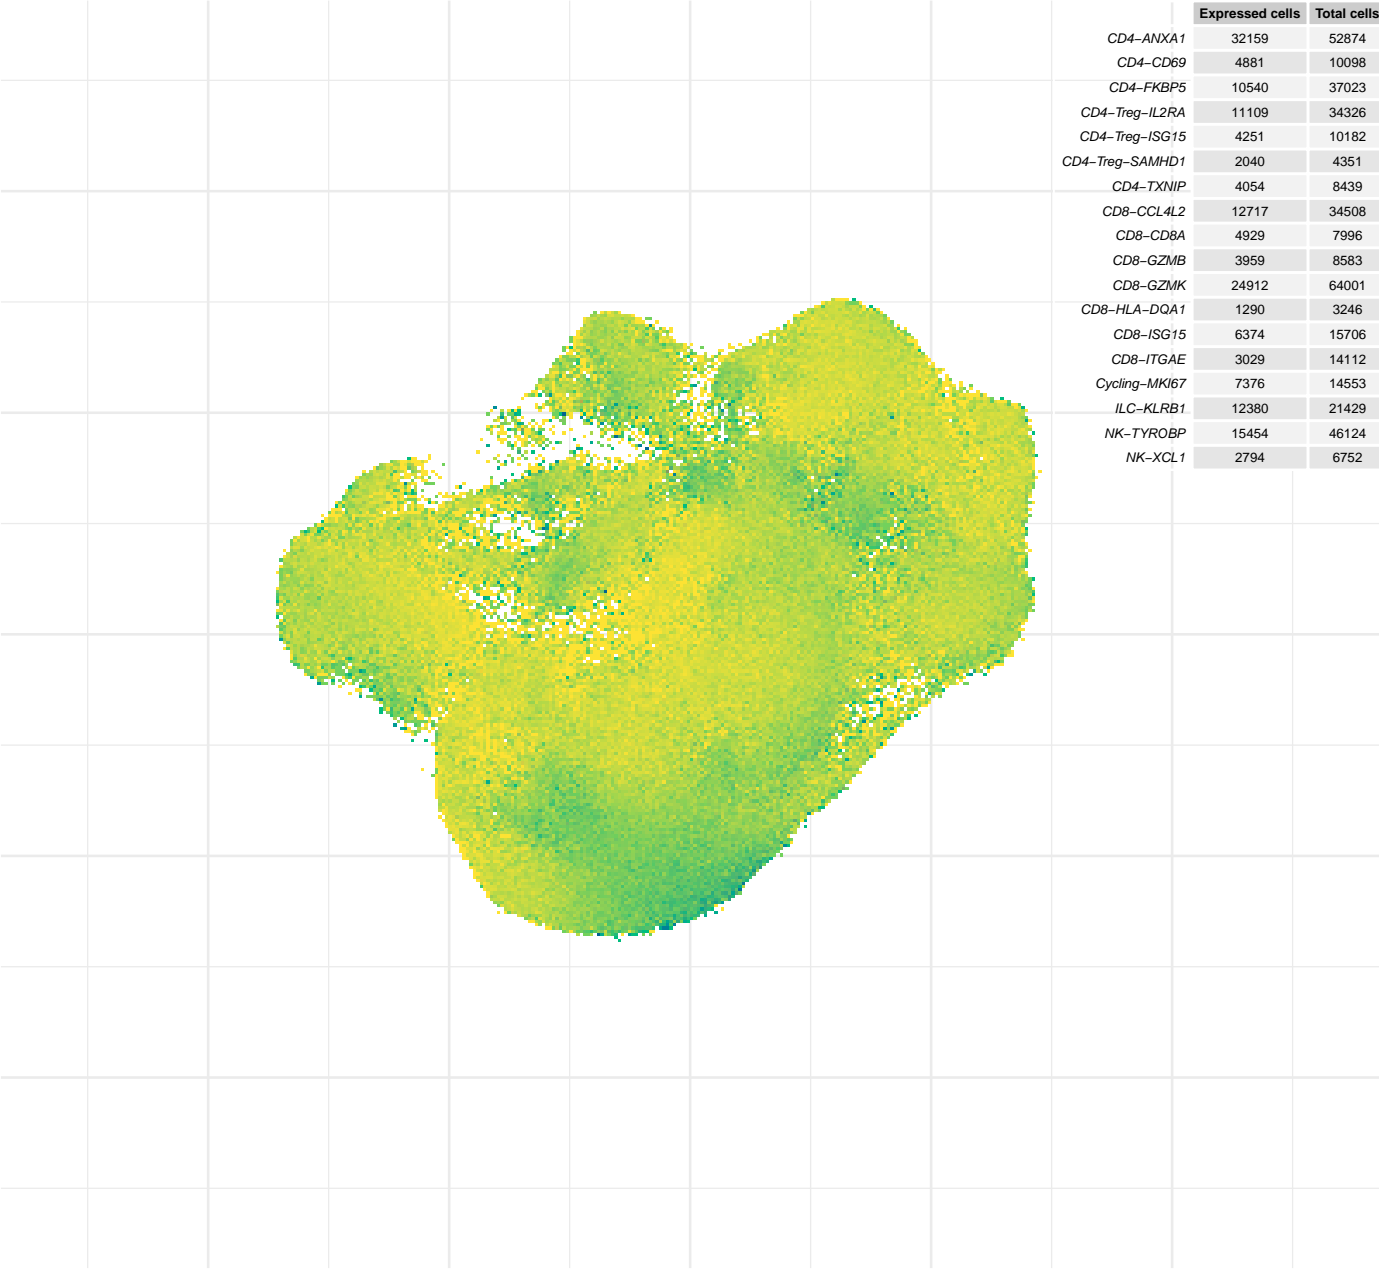 Expressed cells Total cells
CD4−ANXA1 32159 52874
CD4−CD69 4881 10098
CD4−FKBP5 10540 37023
CD4−Treg−IL2RA 11109 34326
CD4−Treg−ISG15 4251 10182
CD4−Treg−SAMHD1 2040 4351
CD4−TXNIP 4054 8439
CD8−CCL4L2 12717 34508
CD8−CD8A 4929 7996
CD8−GZMB 3959 8583
CD8−GZMK 24912 64001
CD8−HLA−DQA1 1290 3246
CD8−ISG15 6374 15706
CD8−ITGAE 3029 14112
Cycling−MKI67 7376 14553
ILC−KLRB1 12380 21429
NK−TYROBP 15454 46124
NK−XCL1 2794 6752